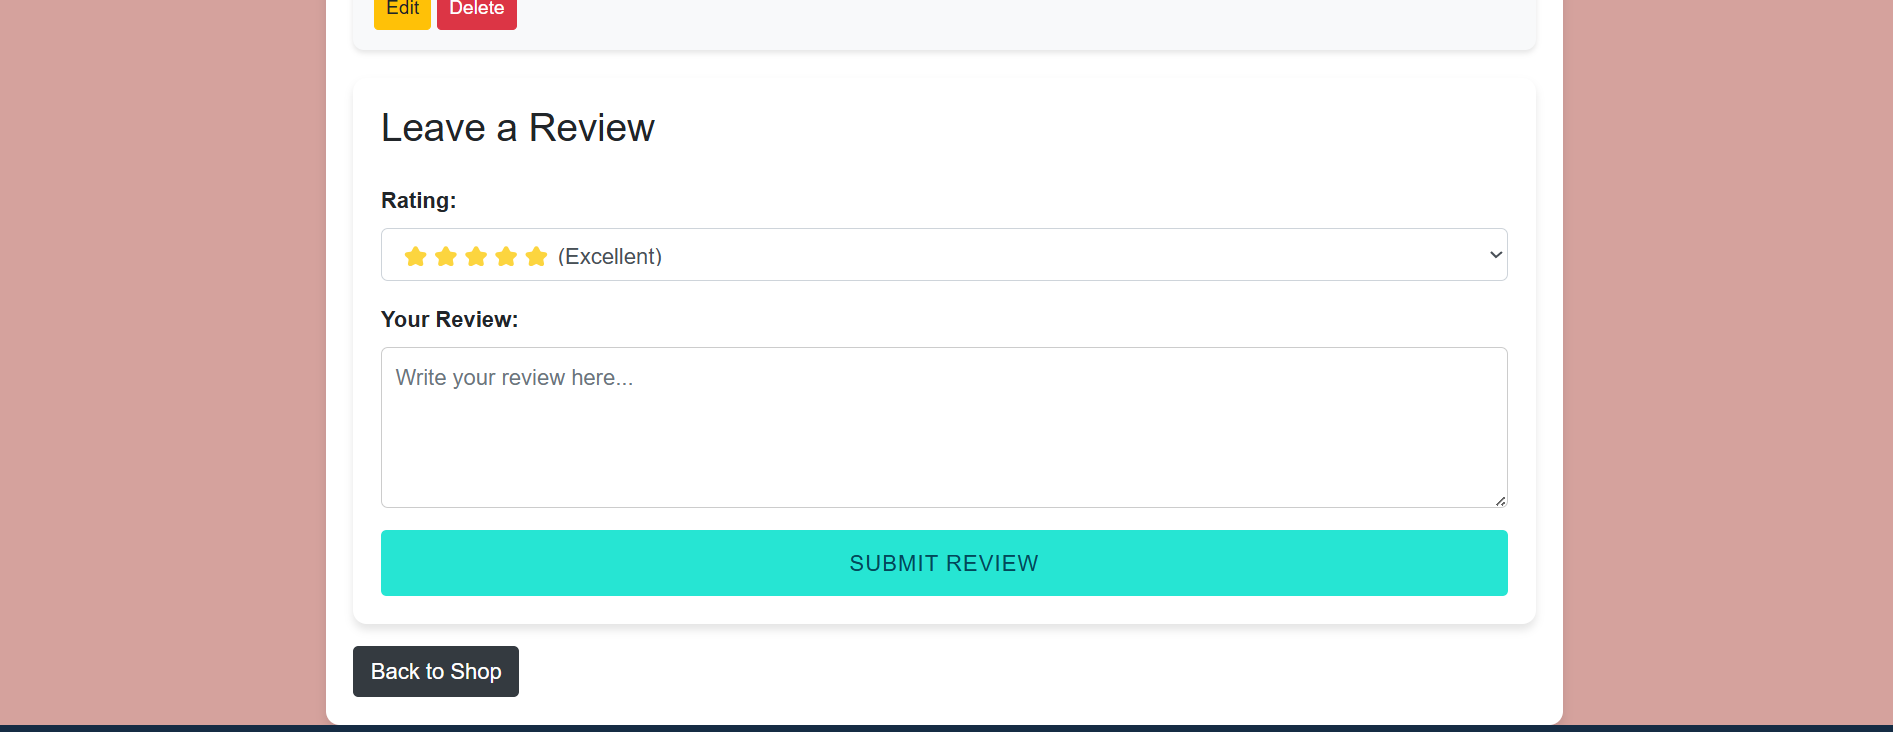 Edit Delete
Leave a Review
Rating:
(Excellent)
Your Review:
Write your review here...
SUBMIT REVIEW
Back to Shop